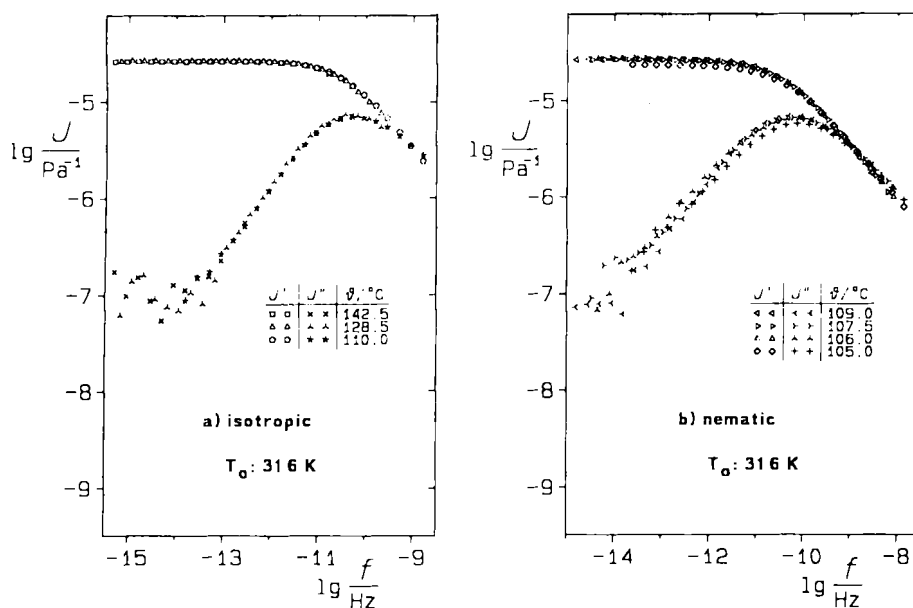 lg J/Pa⁻¹
-5
-6
-7
-8
-9
J' J" ϑ/°C
142.5
128.5
110.0
a) isotropic
Tₒ: 316 K
-15 -13 -11 -9
lg f/Hz
lg J/Pa⁻¹
-5
-6
-7
-8
-9
J' J" ϑ/°C
109.0
107.5
106.0
105.0
b) nematic
Tₒ: 316 K
-14 -12 -10 -8
lg f/Hz